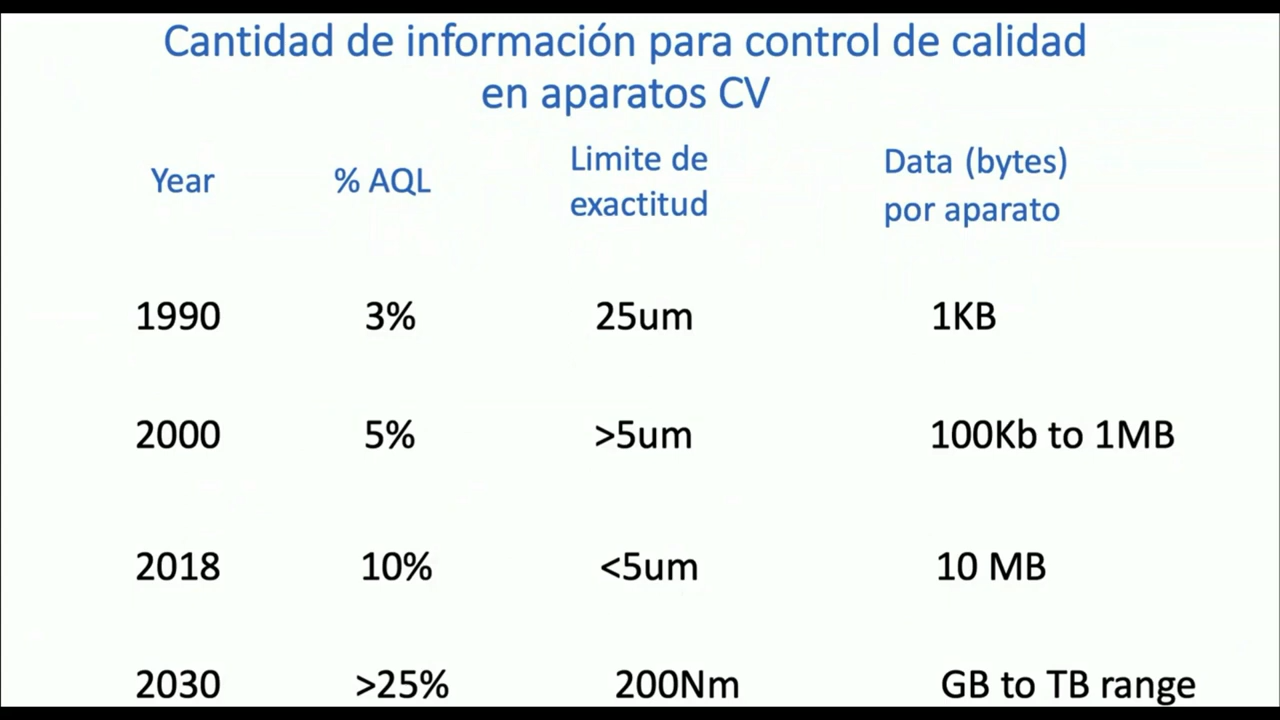 Cantidad de información para control de calidad
en aparatos CV
Year % AQL Limite de exactitud Data (bytes) por aparato
1990 3% 25um 1KB
2000 5% >5um 100Kb to 1MB
2018 10% <5um 10 MB
2030 >25% 200Nm GB to TB range